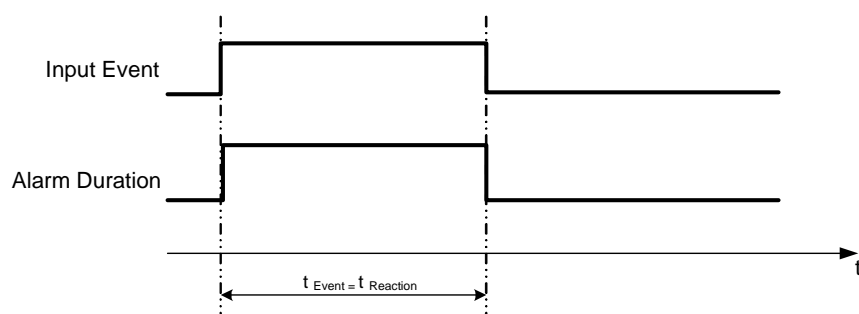 Input Event
Alarm Duration
t
t Event = t Reaction